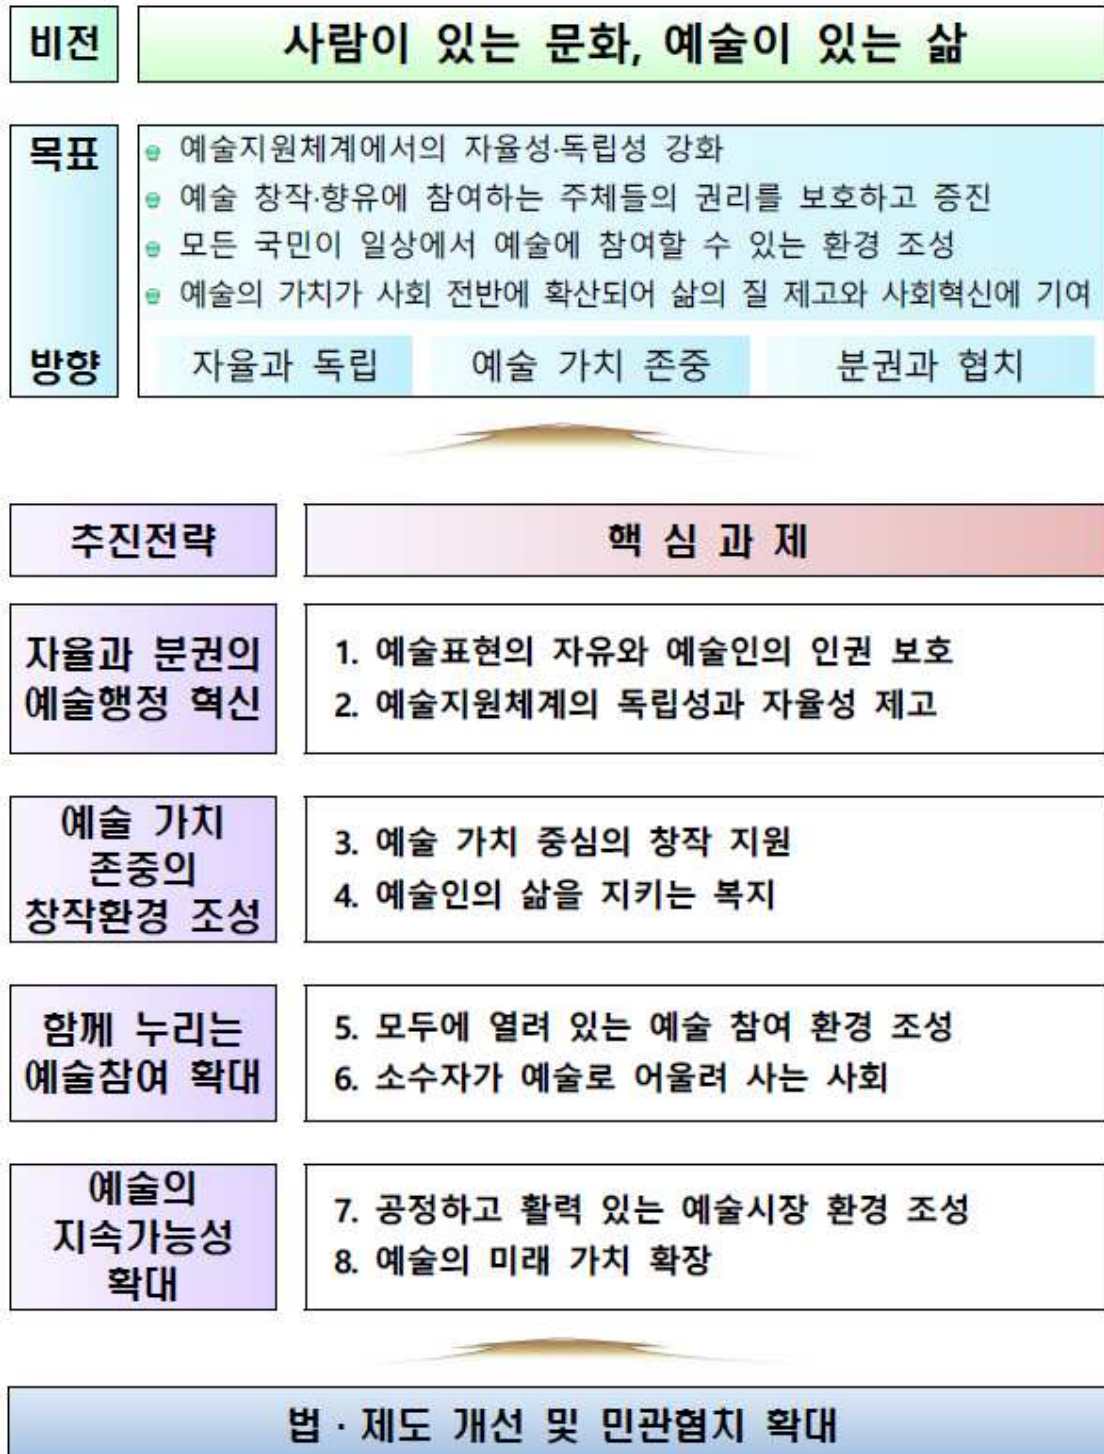 비전
사람이 있는 문화, 예술이 있는 삶
목표
예술지원체계에서의 자율성·독립성 강화
예술 창작·향유에 참여하는 주체들의 권리를 보호하고 증진
모든 국민이 일상에서 예술에 참여할 수 있는 환경 조성
예술의 가치가 사회 전반에 확산되어 삶의 질 제고와 사회혁신에 기여
방향
자율과 독립
예술 가치 존중
분권과 협치
추진전략
핵 심 과 제
자율과 분권의
예술행정 혁신
1. 예술표현의 자유와 예술인의 인권 보호
2. 예술지원체계의 독립성과 자율성 제고
예술 가치
존중의
창작환경 조성
3. 예술 가치 중심의 창작 지원
4. 예술인의 삶을 지키는 복지
함께 누리는
예술참여 확대
5. 모두에 열려 있는 예술 참여 환경 조성
6. 소수자가 예술로 어울려 사는 사회
예술의
지속가능성
확대
7. 공정하고 활력 있는 예술시장 환경 조성
8. 예술의 미래 가치 확장
법·제도 개선 및 민관협치 확대